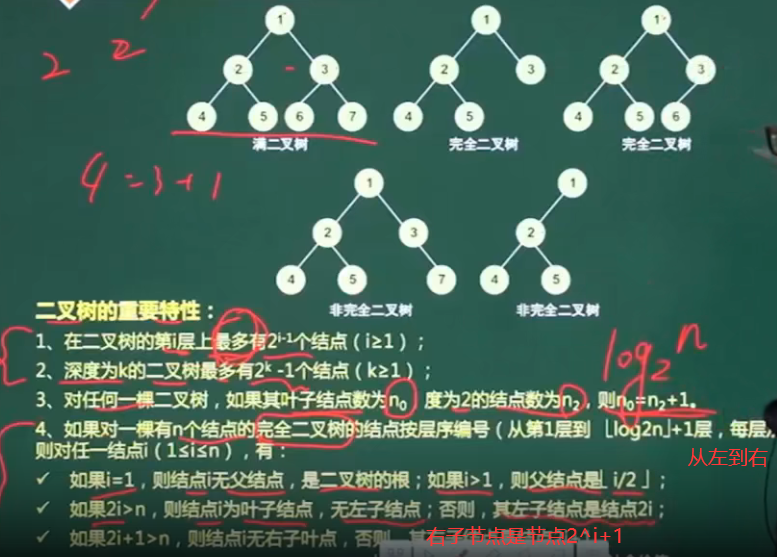 2 2
1
2 3
4 5 6 7
满二叉树
1
2 3
4 5
完全二叉树
1
2 3
4 5 6
完全二叉树
4=3+1
1
2 3
4 5 7
非完全二叉树
1
2
4 5
非完全二叉树
二叉树的重要特性：
log₂n
1、在二叉树的第i层上最多有2ⁱ⁻¹个结点（i≥1）；
2、深度为k的二叉树最多有2ᵏ -1个结点（k≥1）；
3、对任何一棵二叉树，如果其叶子结点数为n₀ 度为2的结点数为n₂，则n₀=n₂+1。
4、如果对一棵有n个结点的完全二叉树的结点按层序编号（从第1层到⌊log2n⌋+1层，每层
从左到右
则对任一结点i（1≤i≤n），有：
✓ 如果i=1，则结点i无父结点，是二叉树的根；如果i>1，则父结点是⌊i/2⌋；
✓ 如果2i>n，则结点i为叶子结点，无左子结点；否则，其左子结点是结点2i；
✓ 如果2i+1>n，则结点i无右子叶点，否则，其
右子节点是节点2^i+1